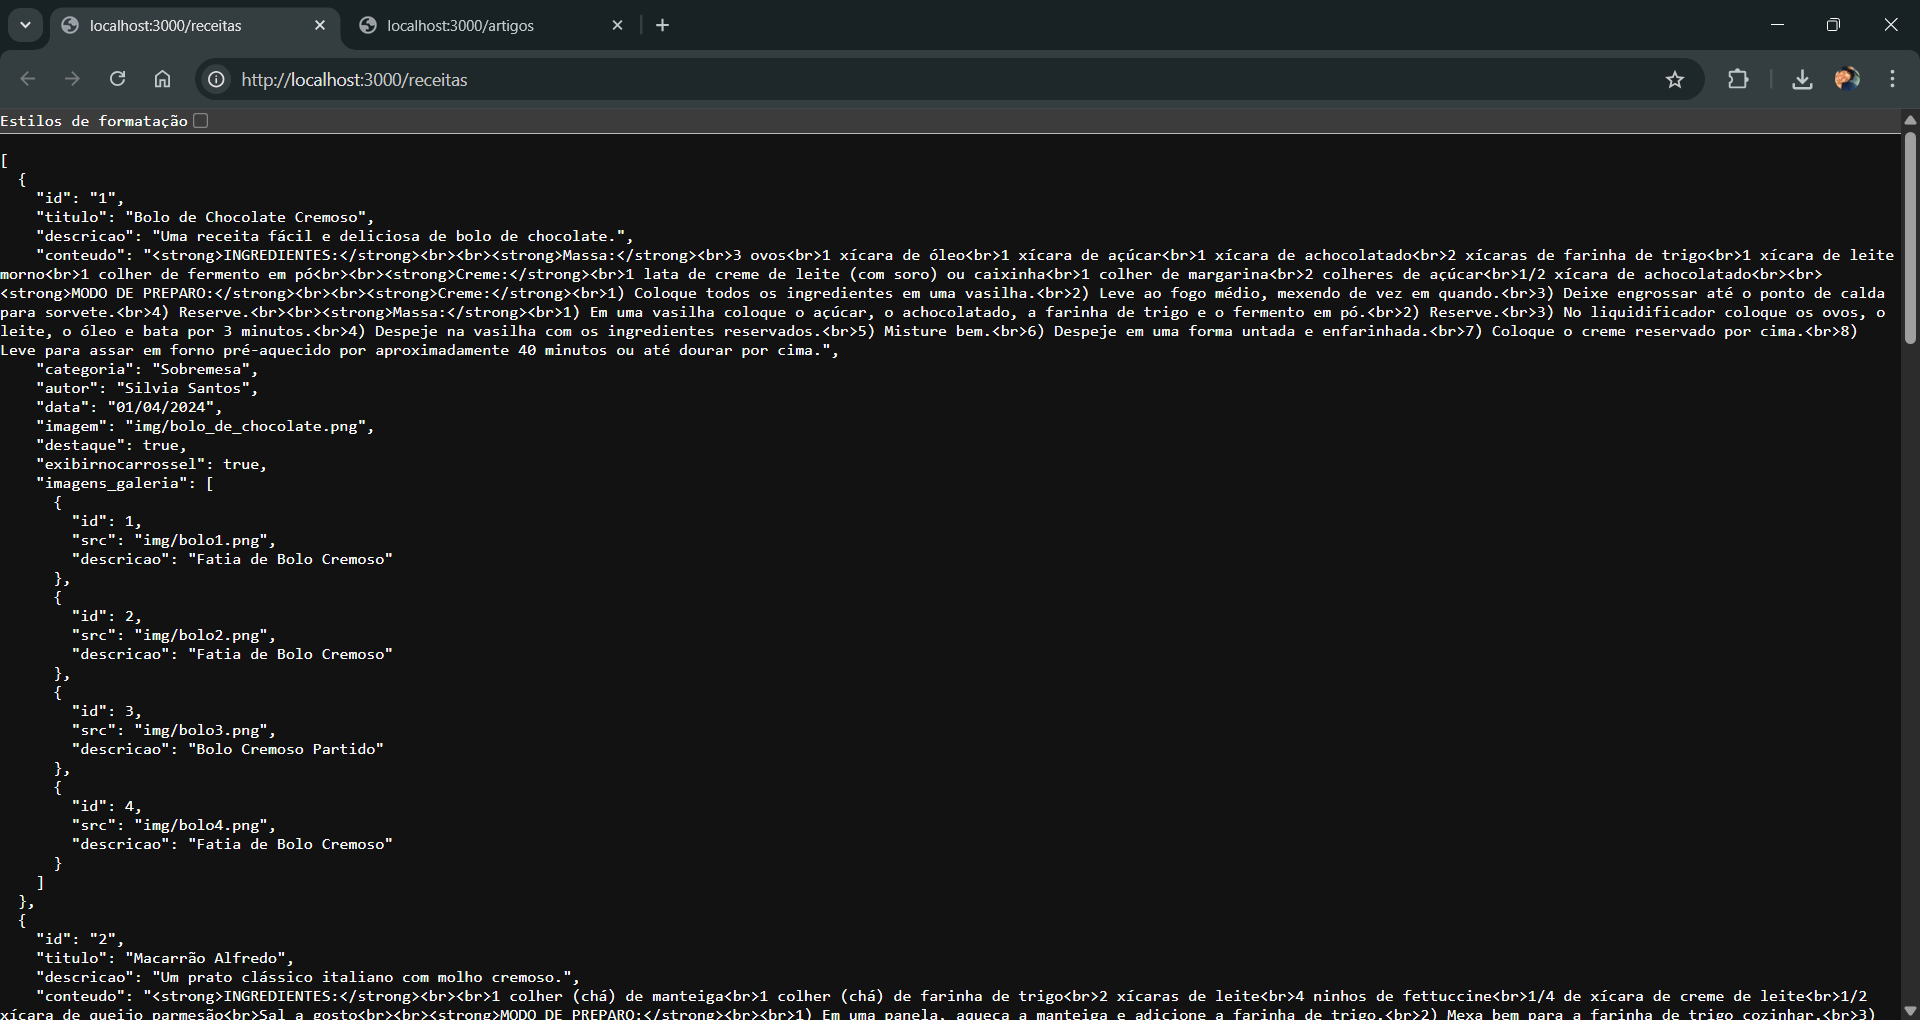 localhost:3000/receitas
localhost:3000/artigos
http://localhost:3000/receitas
Estilos de formatação
[
  {
    "id": "1",
    "titulo": "Bolo de Chocolate Cremoso",
    "descricao": "Uma receita fácil e deliciosa de bolo de chocolate.",
    "conteudo": "<strong>INGREDIENTES:</strong><br><br><strong>Massa:</strong><br>3 ovos<br>1 xícara de óleo<br>1 xícara de açúcar<br>1 xícara de achocolatado<br>2 xícaras de farinha de trigo<br>1 xícara de leite
morno<br>1 colher de fermento em pó<br><br><strong>Creme:</strong><br>1 lata de creme de leite (com soro) ou caixinha<br>1 colher de margarina<br>2 colheres de açúcar<br>1/2 xícara de achocolatado<br><br>
<strong>MODO DE PREPARO:</strong><br><br><strong>Creme:</strong><br>1) Coloque todos os ingredientes em uma vasilha.<br>2) Leve ao fogo médio, mexendo de vez em quando.<br>3) Deixe engrossar até o ponto de calda
para sorvete.<br>4) Reserve.<br><br><strong>Massa:</strong><br>1) Em uma vasilha coloque o açúcar, o achocolatado, a farinha de trigo e o fermento em pó.<br>2) Reserve.<br>3) No liquidificador coloque os ovos, o
leite, o óleo e bata por 3 minutos.<br>4) Despeje na vasilha com os ingredientes reservados.<br>5) Misture bem.<br>6) Despeje em uma forma untada e enfarinhada.<br>7) Coloque o creme reservado por cima.<br>8)
Leve para assar em forno pré-aquecido por aproximadamente 40 minutos ou até dourar por cima.",
    "categoria": "Sobremesa",
    "autor": "Silvia Santos",
    "data": "01/04/2024",
    "imagem": "img/bolo_de_chocolate.png",
    "destaque": true,
    "exibirnocarrossel": true,
    "imagens_galeria": [
      {
        "id": 1,
        "src": "img/bolo1.png",
        "descricao": "Fatia de Bolo Cremoso"
      },
      {
        "id": 2,
        "src": "img/bolo2.png",
        "descricao": "Fatia de Bolo Cremoso"
      },
      {
        "id": 3,
        "src": "img/bolo3.png",
        "descricao": "Bolo Cremoso Partido"
      },
      {
        "id": 4,
        "src": "img/bolo4.png",
        "descricao": "Fatia de Bolo Cremoso"
      }
    ]
  },
  {
    "id": "2",
    "titulo": "Macarrão Alfredo",
    "descricao": "Um prato clássico italiano com molho cremoso.",
    "conteudo": "<strong>INGREDIENTES:</strong><br><br>1 colher (chá) de manteiga<br>1 colher (chá) de farinha de trigo<br>2 xícaras de leite<br>4 ninhos de fettuccine<br>1/4 de xícara de creme de leite<br>1/2
xícara de queijo parmesão<br>Sal a gosto<br><br><strong>MODO DE PREPARO:</strong><br><br>1) Em uma panela, aqueça a manteiga e adicione a farinha de trigo.<br>2) Mexa bem para a farinha de trigo cozinhar.<br>3)